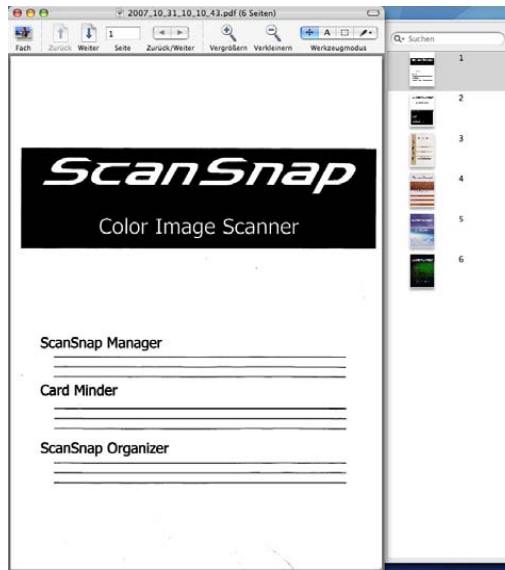 2007_10_31_10_10_43.pdf (6 Seiten)
1
Fach Zurück Weiter Seite Zurück/Weiter Vergrößern Verkleinern Werkzeugmodus
A
Suchen
ScanSnap
Color Image Scanner
ScanSnap Manager
Card Minder
ScanSnap Organizer
1
2
3
4
5
6